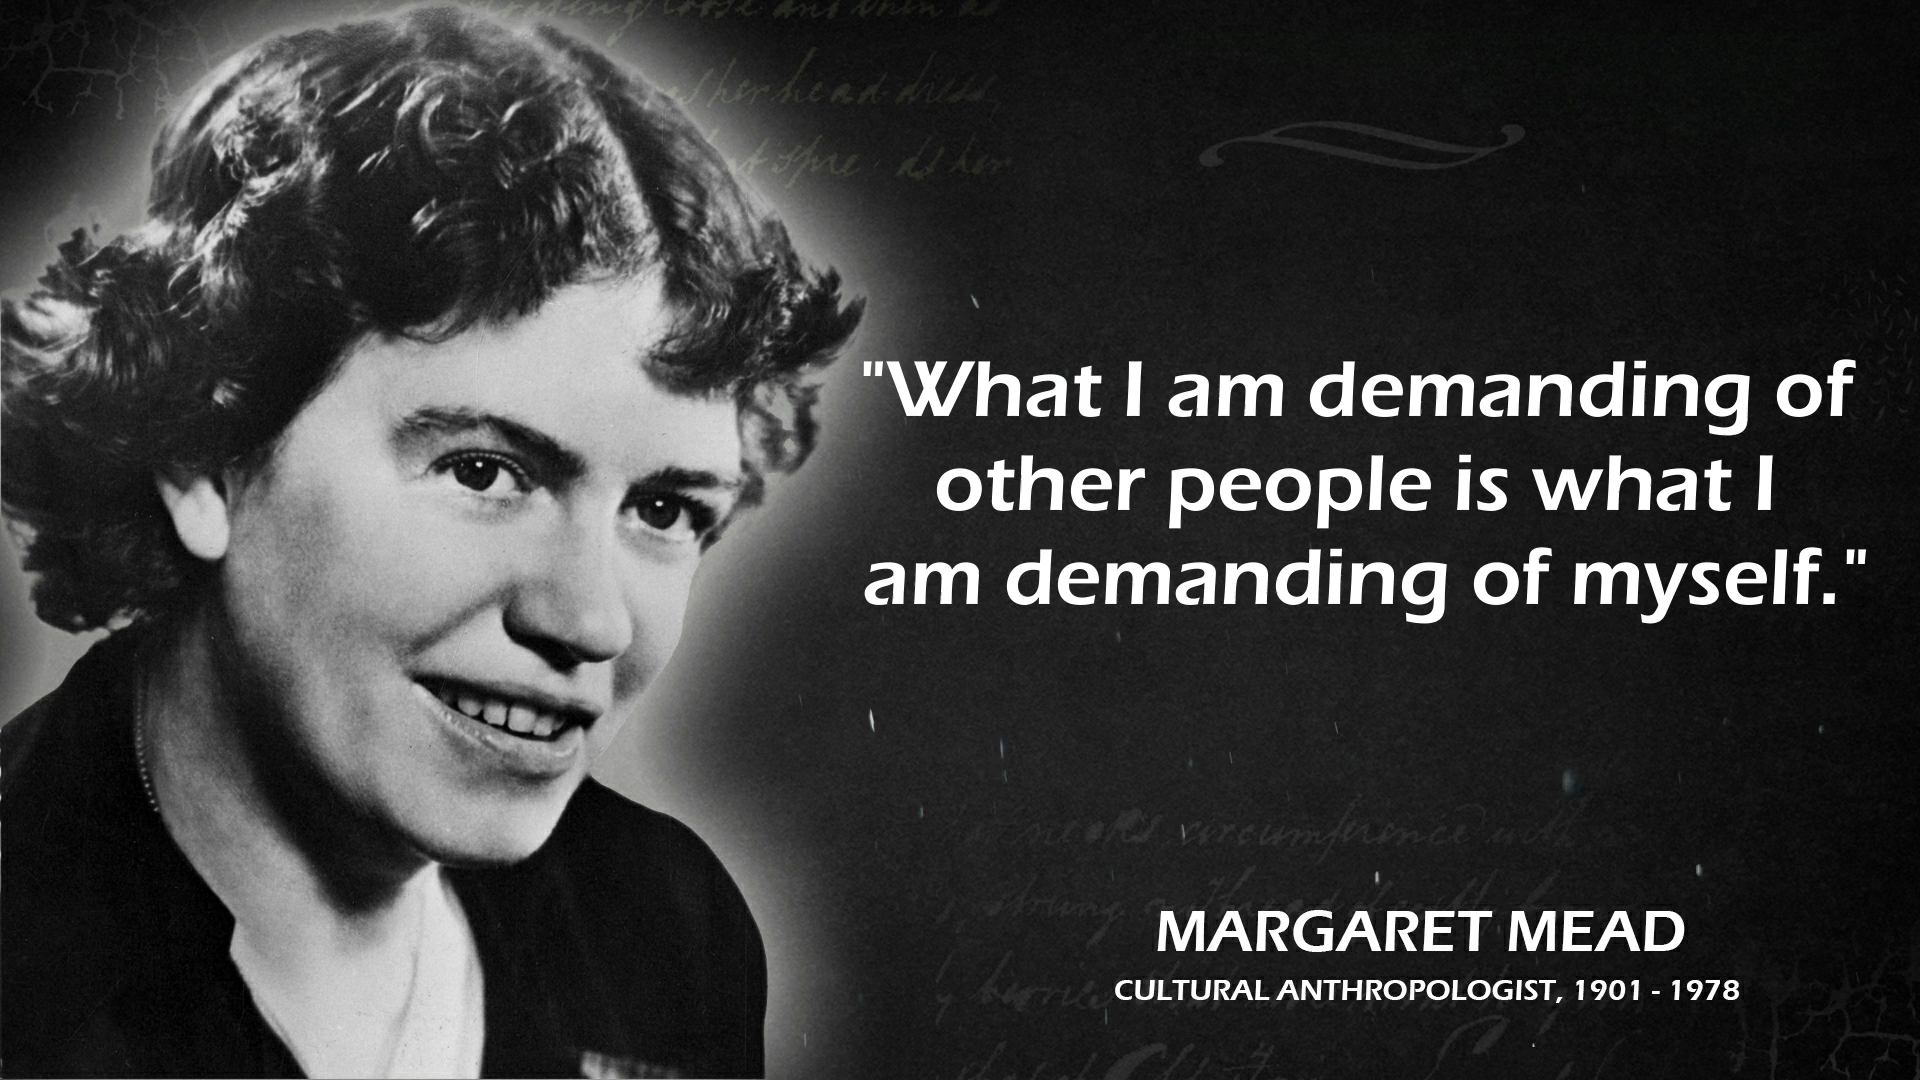 "What I am demanding of
other people is what I
am demanding of myself."
MARGARET MEAD
CULTURAL ANTHROPOLOGIST, 1901 - 1978